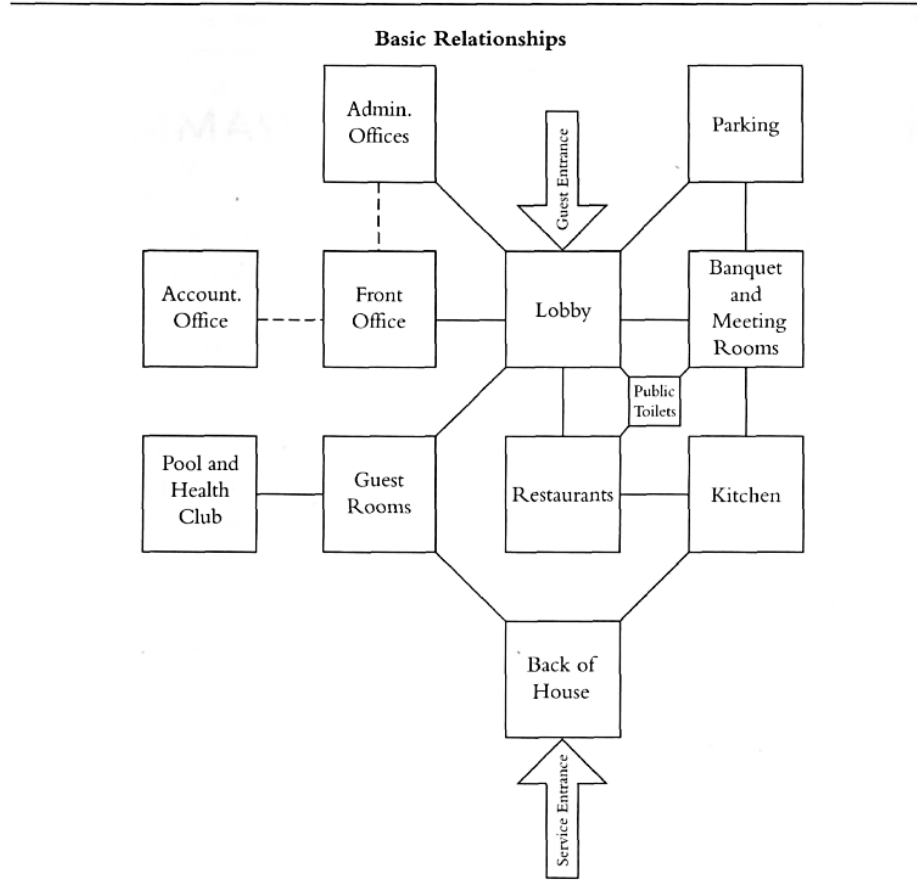 Basic Relationships
Admin.
Offices
Guest Entrance
Parking
Account.
Office
Front
Office
Lobby
Banquet
and
Meeting
Rooms
Public
Toilets
Pool and
Health
Club
Guest
Rooms
Restaurants
Kitchen
Back of
House
Service Entrance